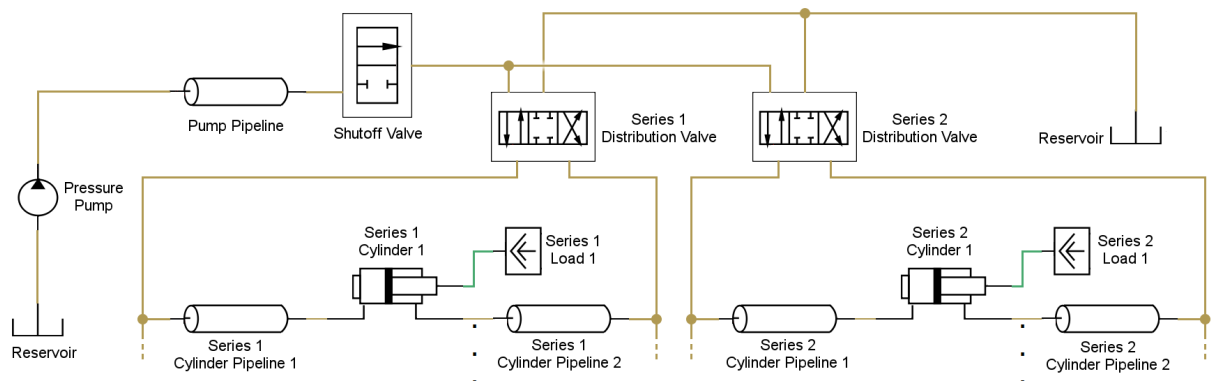 Pump Pipeline
Shutoff Valve
Series 1
Distribution Valve
Series 2
Distribution Valve
Reservoir
Pressure
Pump
Series 1
Cylinder 1
Series 1
Load 1
Series 2
Cylinder 1
Series 2
Load 1
Reservoir
Series 1
Cylinder Pipeline 1
Series 1
Cylinder Pipeline 2
Series 2
Cylinder Pipeline 1
Series 2
Cylinder Pipeline 2